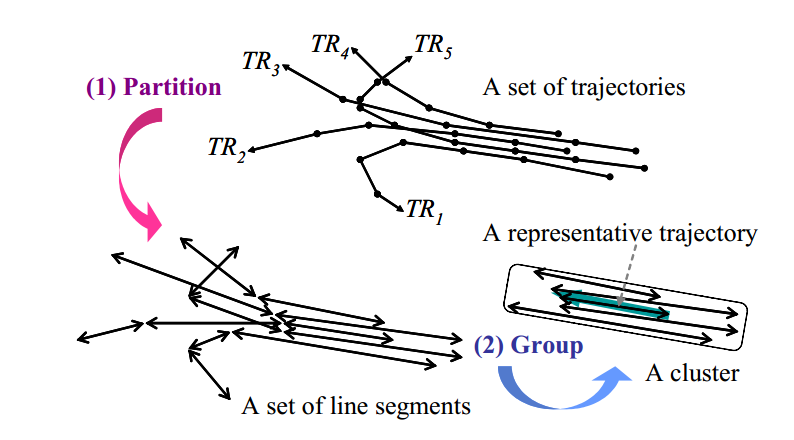 TR4
TR5
TR3
(1) Partition
A set of trajectories
TR2
TR1
A representative trajectory
(2) Group
A cluster
A set of line segments